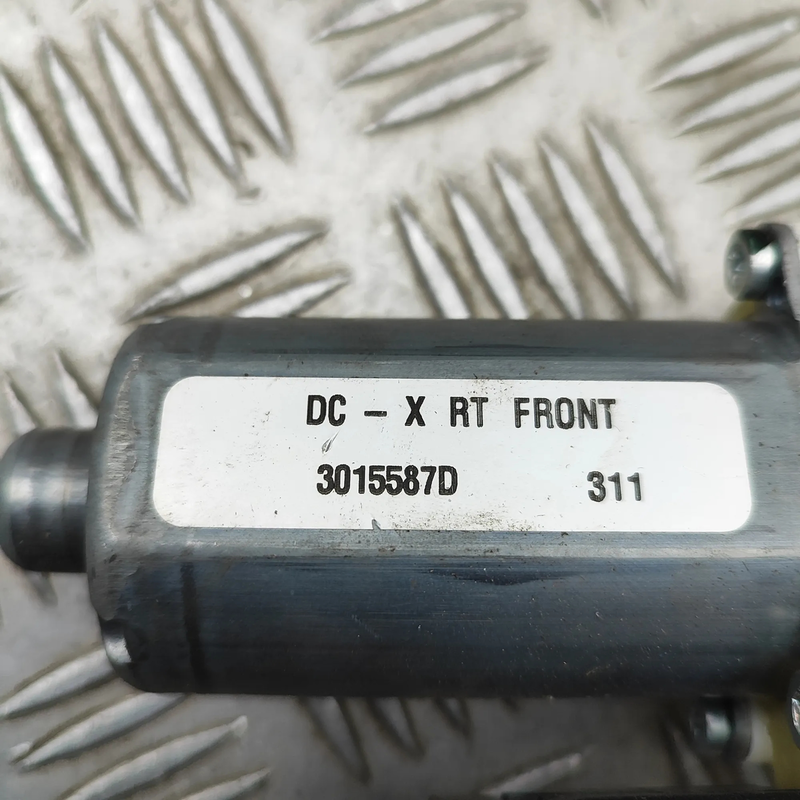 DC - X RT FRONT
3015587D 311